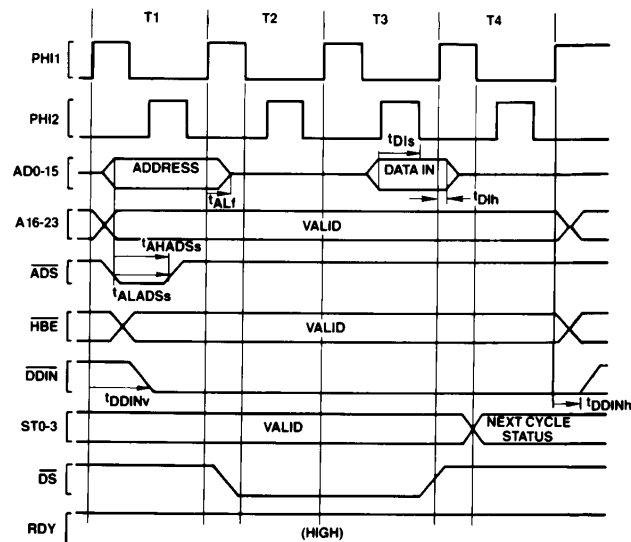 T1 T2 T3 T4
PHI1
PHI2
tDIs
AD0-15 ADDRESS DATA IN
tALf tDIh
A16-23 VALID
tAHADSs
ADS
tALADSs
HBE VALID
DDIN
tDDINv tDDINh
ST0-3 VALID NEXT CYCLE
STATUS
DS
RDY (HIGH)